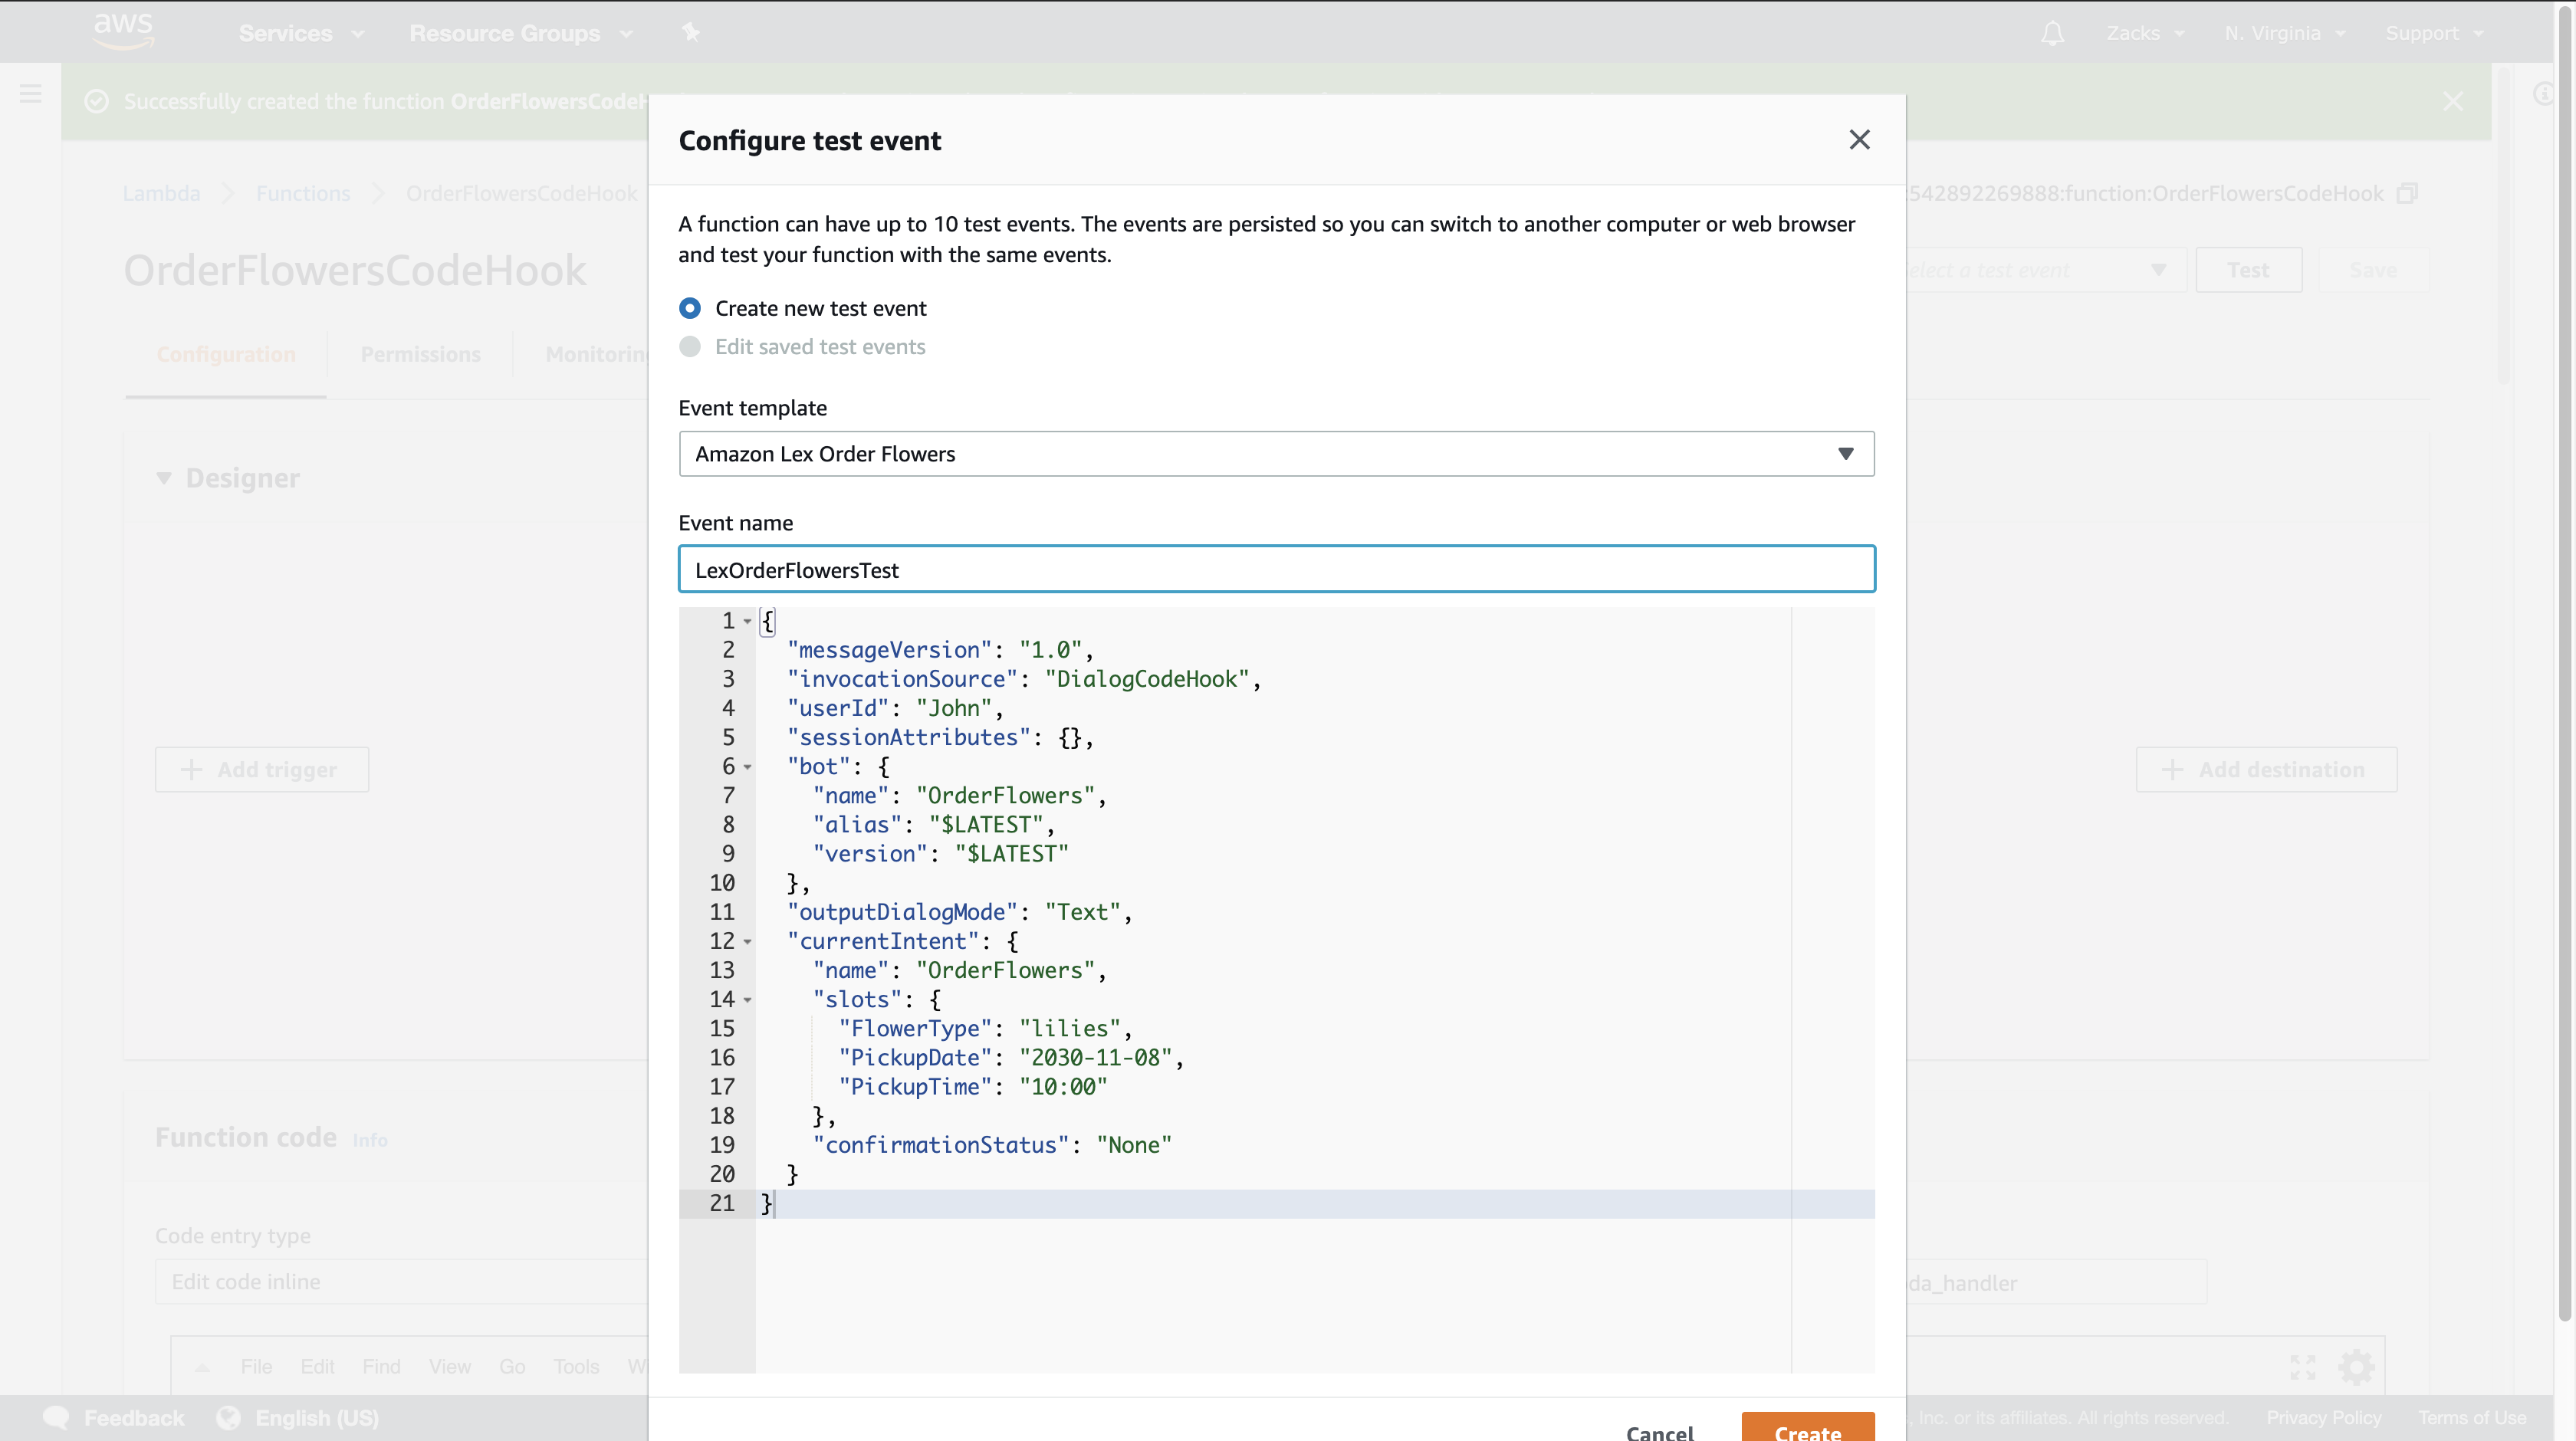 aws
Services
Resource Groups
Zacks
N. Virginia
Support
Successfully created the function OrderFlowersCodeH
Configure test event
Lambda
Functions
OrderFlowersCodeHook
:542892269888:function:OrderFlowersCodeHook
A function can have up to 10 test events. The events are persisted so you can switch to another computer or web browser
and test your function with the same events.
OrderFlowersCodeHook
elect a test event
Test
Save
Create new test event
Edit saved test events
Configuration
Permissions
Monitoring
Event template
Amazon Lex Order Flowers
Designer
Event name
LexOrderFlowersTest
1 {
2 "messageVersion": "1.0",
3 "invocationSource": "DialogCodeHook",
4 "userId": "John",
5 "sessionAttributes": {},
6 "bot": {
7 "name": "OrderFlowers",
8 "alias": "$LATEST",
9 "version": "$LATEST"
10 },
11 "outputDialogMode": "Text",
12 "currentIntent": {
13 "name": "OrderFlowers",
14 "slots": {
15 "FlowerType": "lilies",
16 "PickupDate": "2030-11-08",
17 "PickupTime": "10:00"
18 },
19 "confirmationStatus": "None"
20 }
21 }
+ Add trigger
+ Add destination
Function code Info
Code entry type
Edit code inline
da_handler
File Edit Find View Go Tools W
Cancel
Create
Feedback
English (US)
, Inc. or its affiliates. All rights reserved.
Privacy Policy
Terms of Use